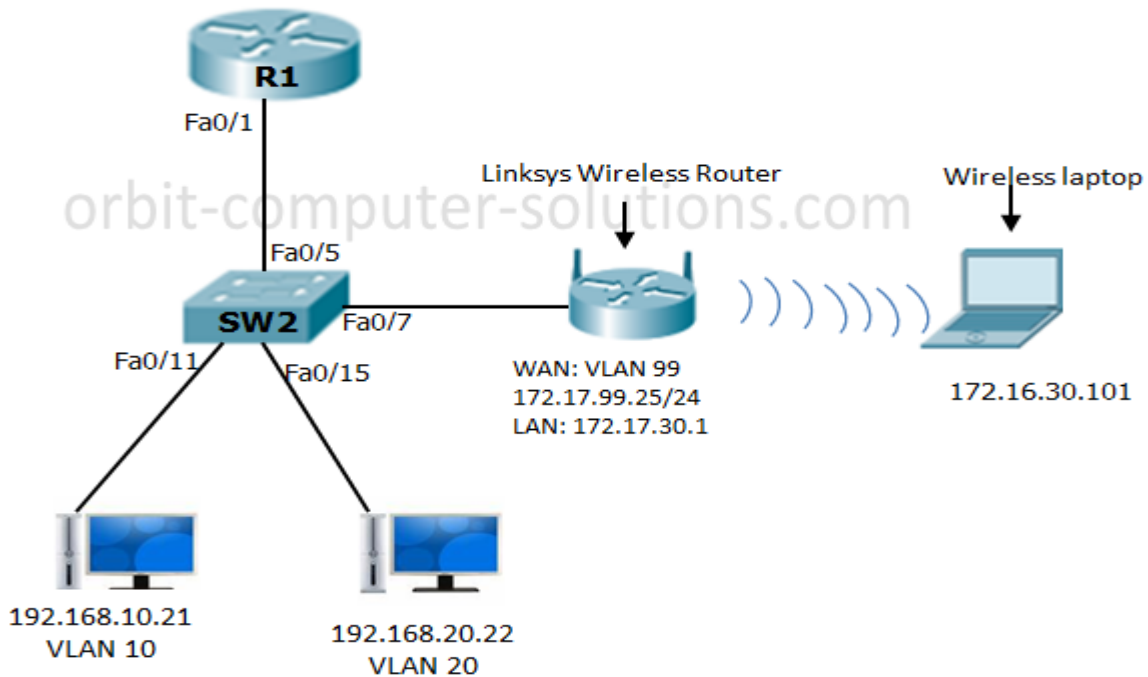 R1
Fa0/1
Linksys Wireless Router
Wireless laptop
orbit-computer-solutions.com
Fa0/5
SW2
Fa0/7
Fa0/11
Fa0/15
WAN: VLAN 99
172.17.99.25/24
LAN: 172.17.30.1
172.16.30.101
192.168.10.21
VLAN 10
192.168.20.22
VLAN 20